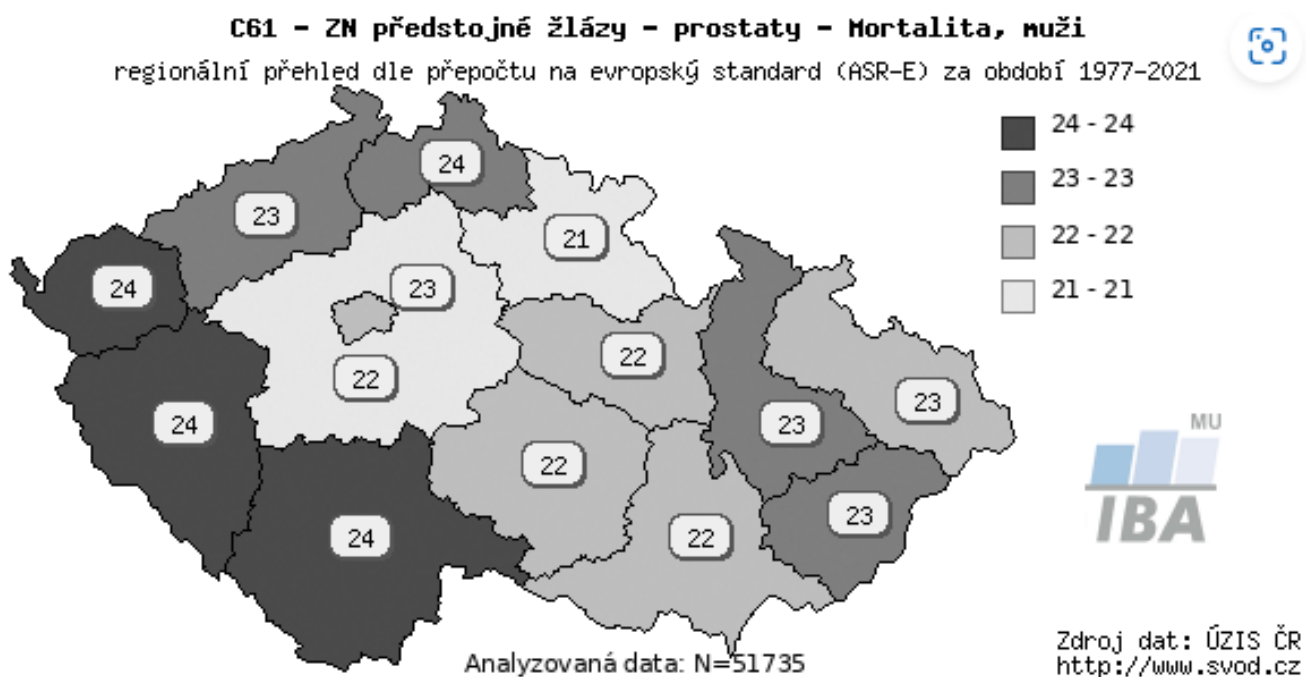 C61 - ZN předstojné žlázy - prostaty - Mortalita, muži
regionální přehled dle přepočtu na evropský standard (ASR-E) za období 1977-2021
24 - 24
23 - 23
22 - 22
21 - 21
24
23
21
24
23
22
22
24
23
23
22
23
24
22
MU
IBA
Analyzovaná data: N=51735
Zdroj dat: ÚZIS ČR
http://www.svod.cz